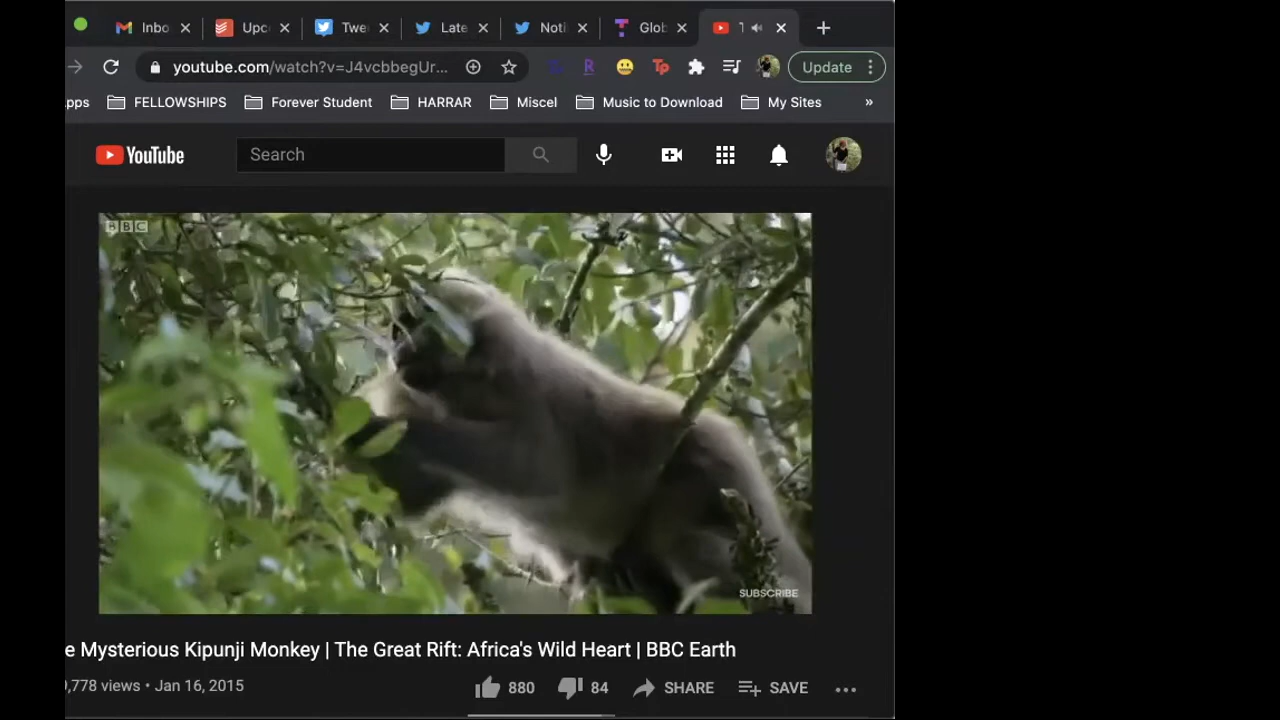 Inbo Upc Twe Late Noti Glob
youtube.com/watch?v=J4vcbbegUr... R Tp Update
pps FELLOWSHIPS Forever Student HARRAR Miscel Music to Download My Sites »
YouTube Search
BBC
SUBSCRIBE
e Mysterious Kipunji Monkey | The Great Rift: Africa's Wild Heart | BBC Earth
,778 views • Jan 16, 2015 880 84 SHARE SAVE ...